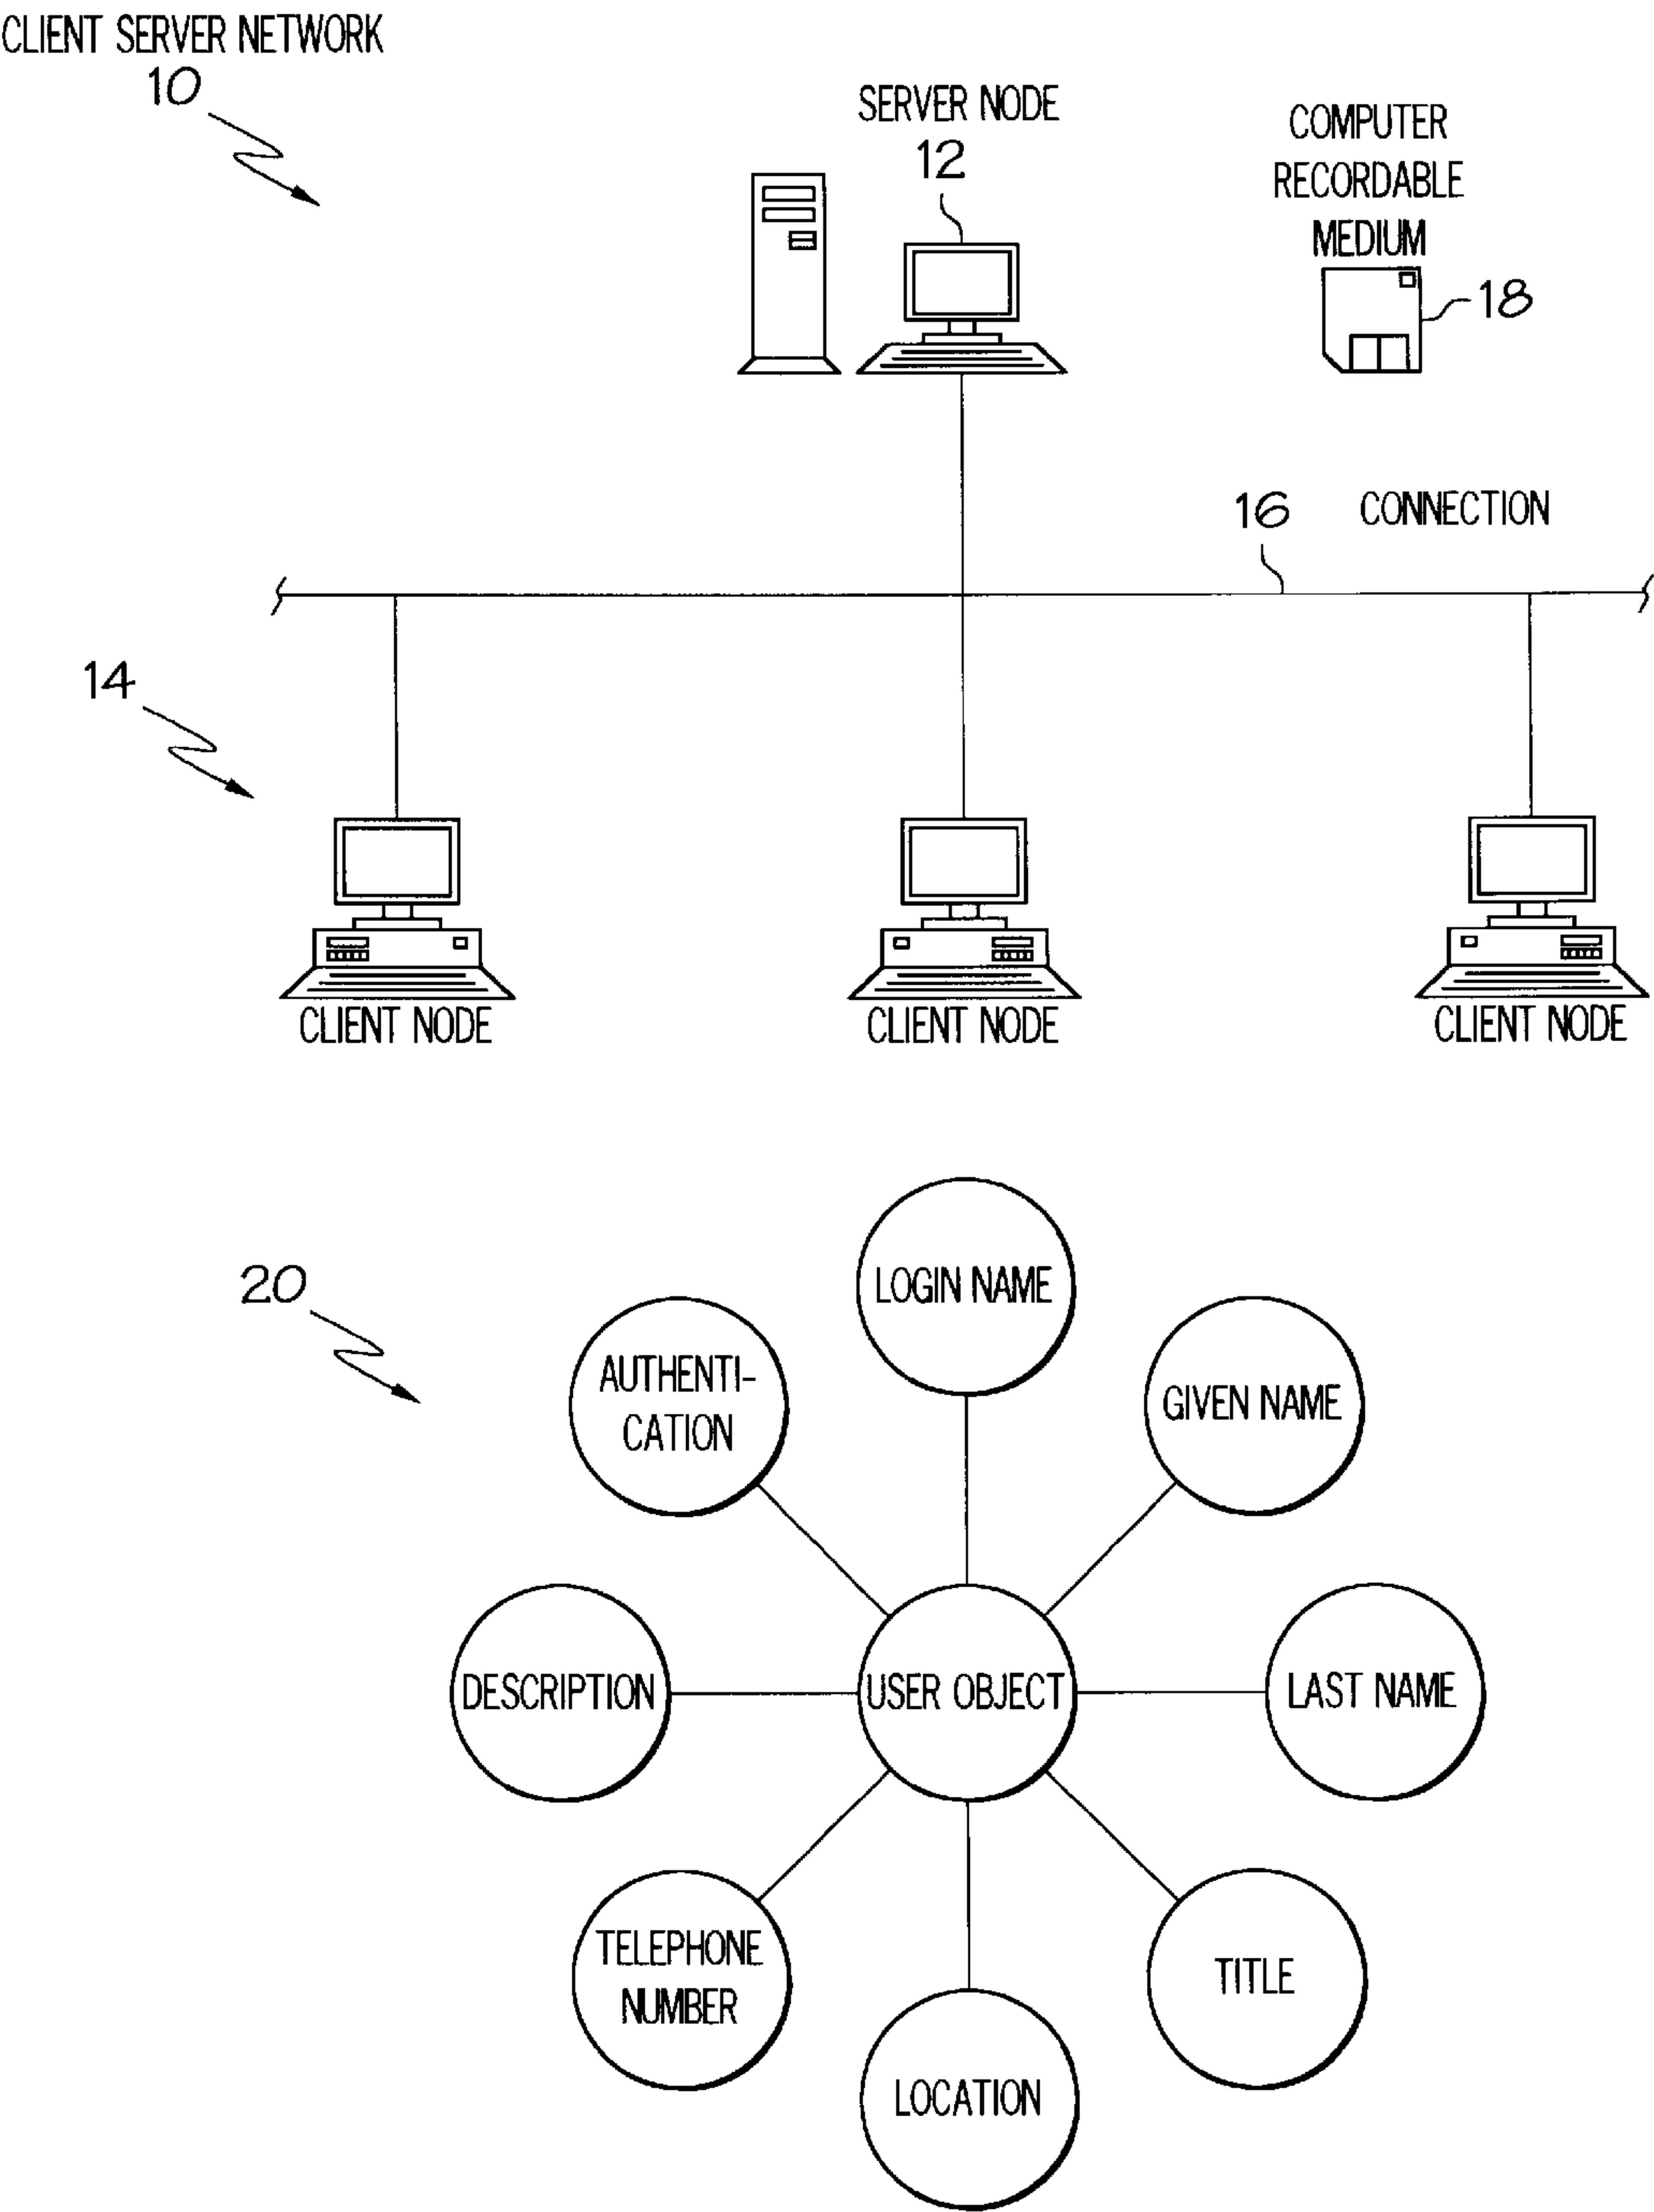 CLIENT SERVER NETWORK
10
SERVER NODE
12
COMPUTER
RECORDABLE
MEDIUM
18
16 CONNECTION
14
CLIENT NODE
CLIENT NODE
CLIENT NODE
20
LOGIN NAME
AUTHENTI-
CATION
GIVEN NAME
DESCRIPTION
USER OBJECT
LAST NAME
TELEPHONE
NUMBER
TITLE
LOCATION